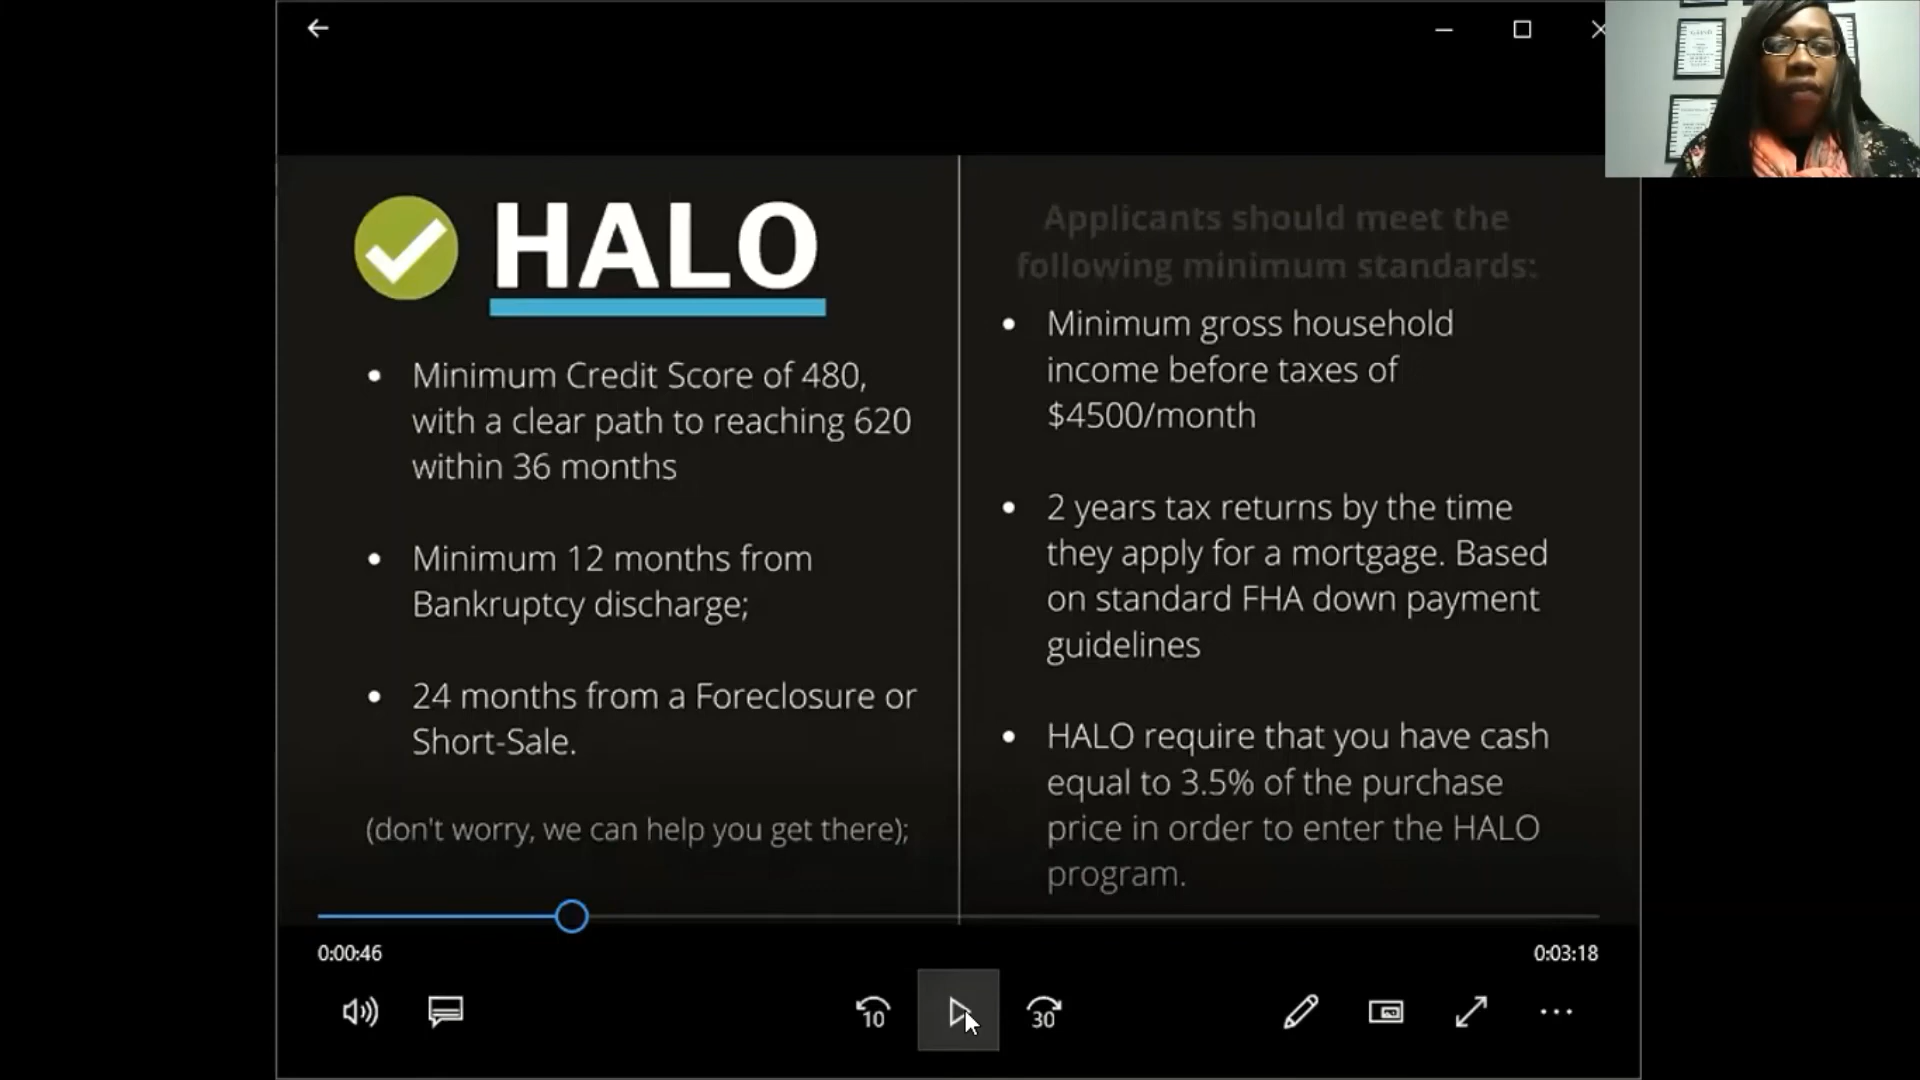 HALO
Minimum Credit Score of 480,
with a clear path to reaching 620
within 36 months
Minimum 12 months from
Bankruptcy discharge;
24 months from a Foreclosure or
Short-Sale.
(don't worry, we can help you get there);
Applicants should meet the
following minimum standards:
Minimum gross household
income before taxes of
$4500/month
2 years tax returns by the time
they apply for a mortgage. Based
on standard FHA down payment
guidelines
HALO require that you have cash
equal to 3.5% of the purchase
price in order to enter the HALO
program.
0:00:46
0:03:18
10
30